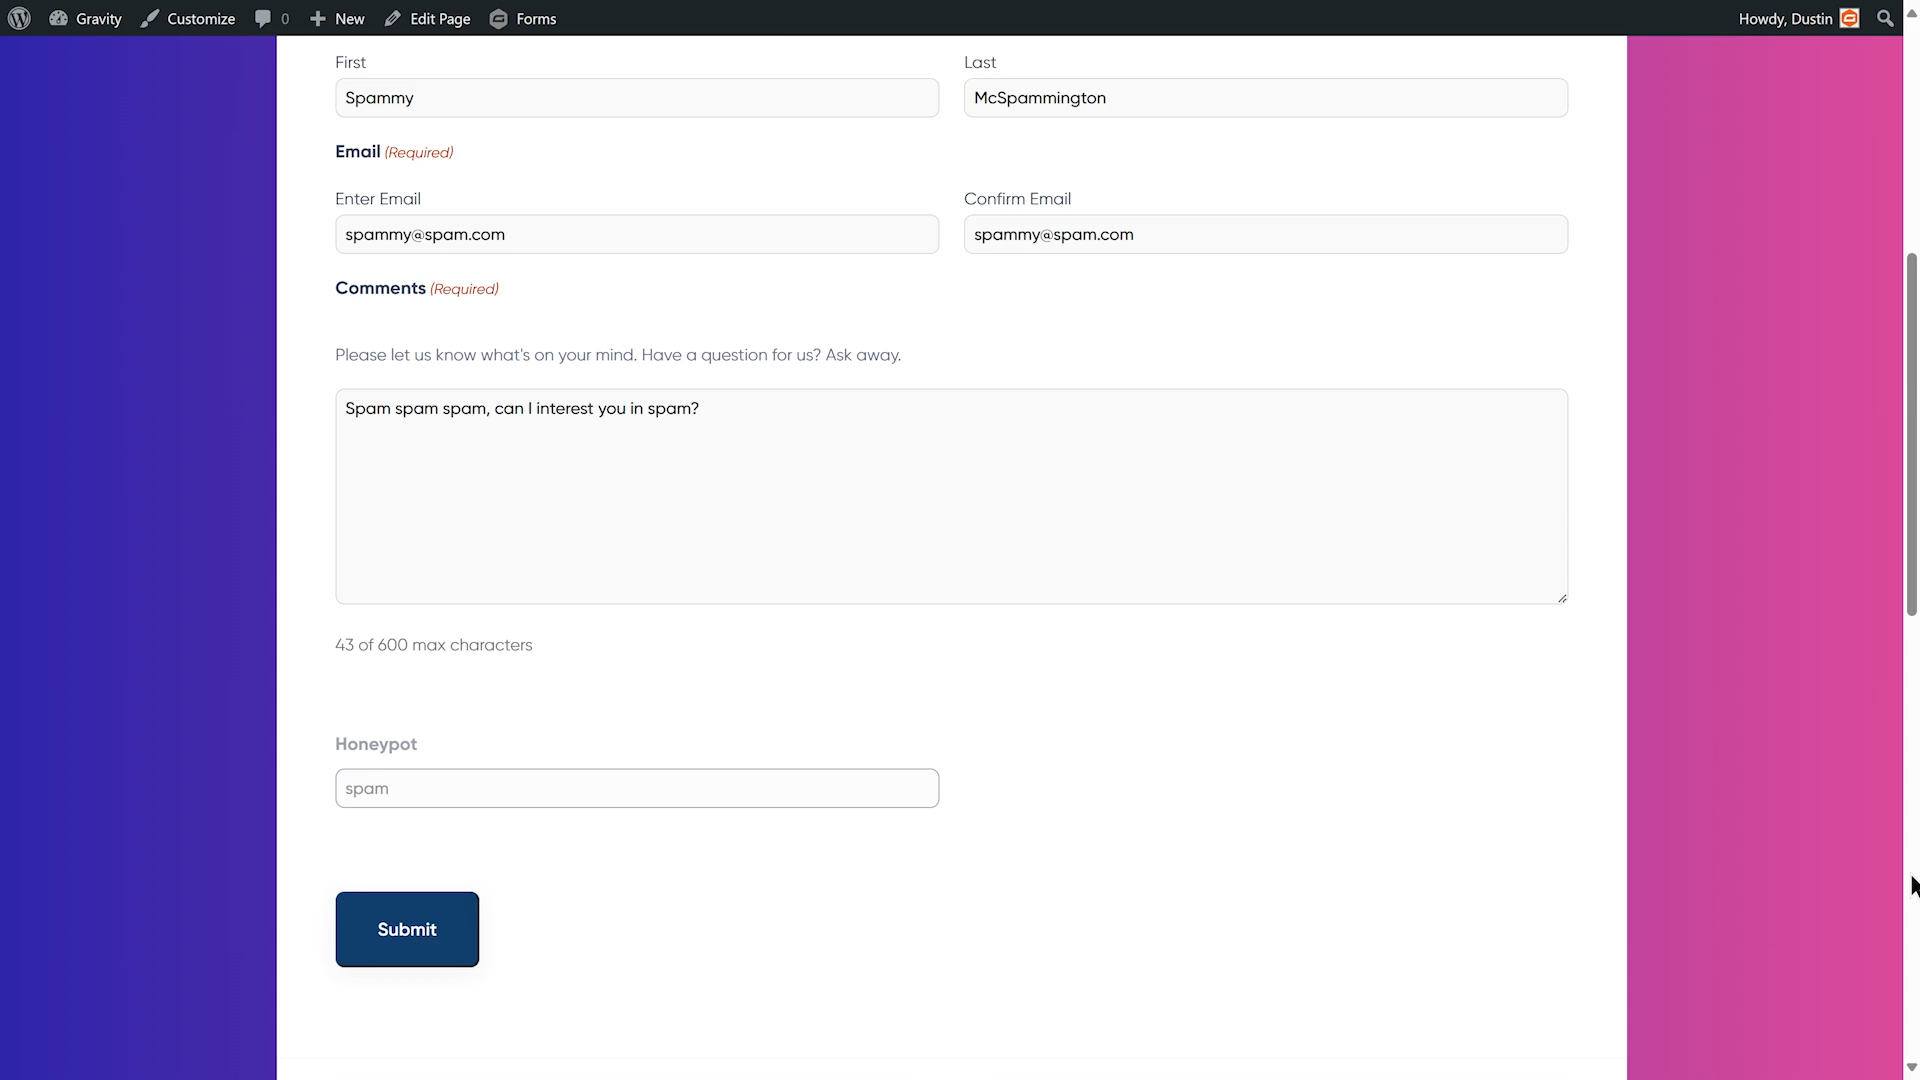 Gravity Customize 0 New Edit Page Forms Howdy, Dustin
First Last
Spammy McSpammington
Email (Required)
Enter Email Confirm Email
spammy@spam.com spammy@spam.com
Comments (Required)
Please let us know what's on your mind. Have a question for us? Ask away.
Spam spam spam, can I interest you in spam?
43 of 600 max characters
Honeypot
spam
Submit